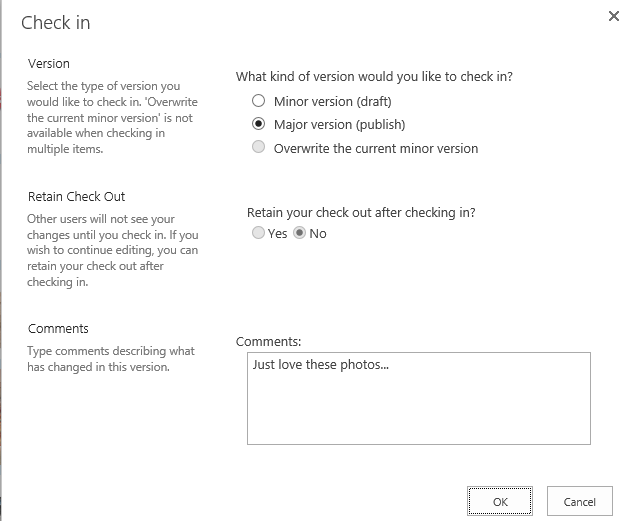 Check in
Version
Select the type of version you
would like to check in. 'Overwrite
the current minor version' is not
available when checking in
multiple items.
What kind of version would you like to check in?
Minor version (draft)
Major version (publish)
Overwrite the current minor version
Retain Check Out
Other users will not see your
changes until you check in. If you
wish to continue editing, you can
retain your check out after
checking in.
Retain your check out after checking in?
Yes No
Comments
Type comments describing what
has changed in this version.
Comments:
Just love these photos...
OK Cancel